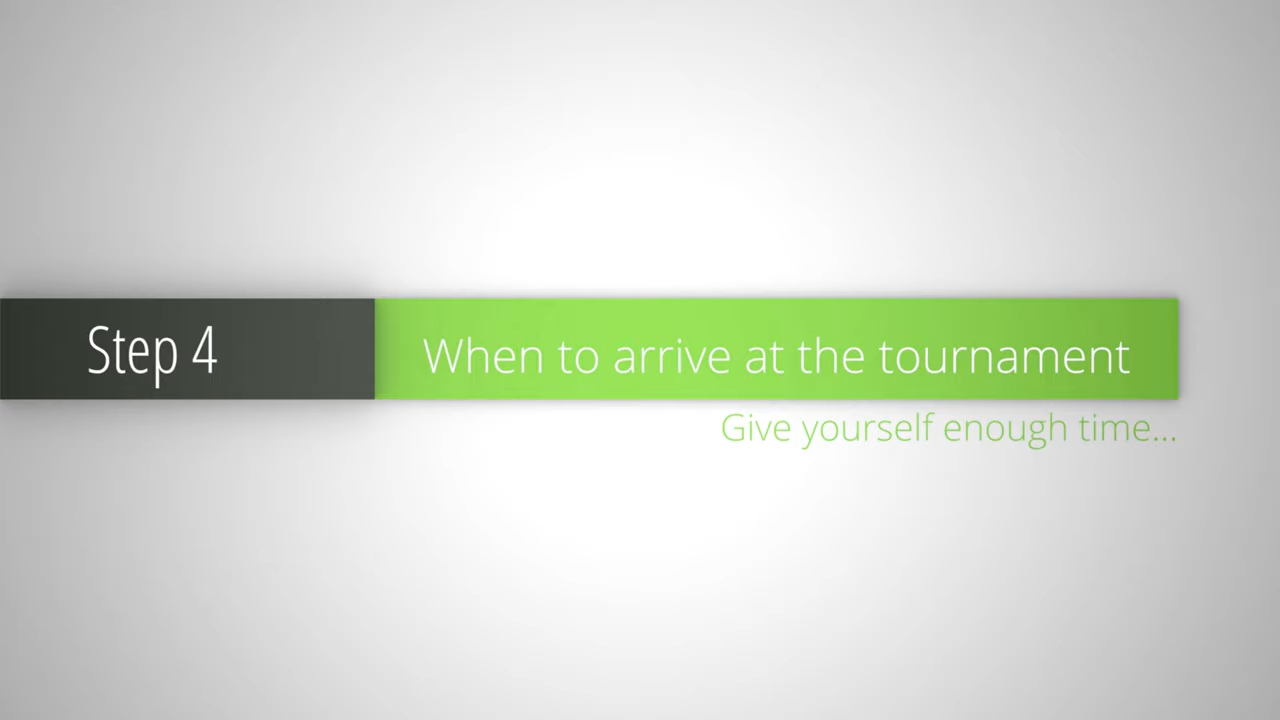 Step 4
When to arrive at the tournament
Give yourself enough time...